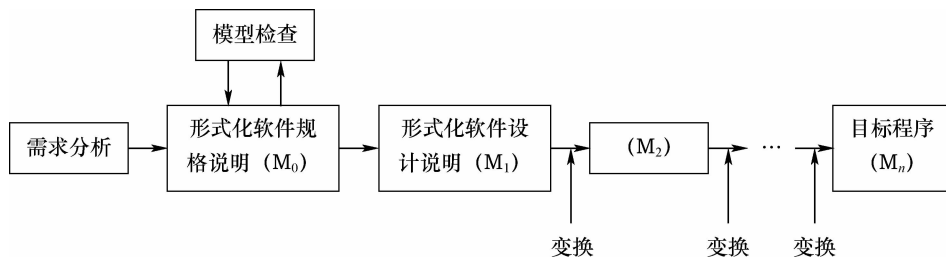 模型检查
需求分析
形式化软件规
格说明（M₀）
形式化软件设
计说明（M₁）
（M₂）
…
目标程序
（Mₙ）
变换
变换
变换